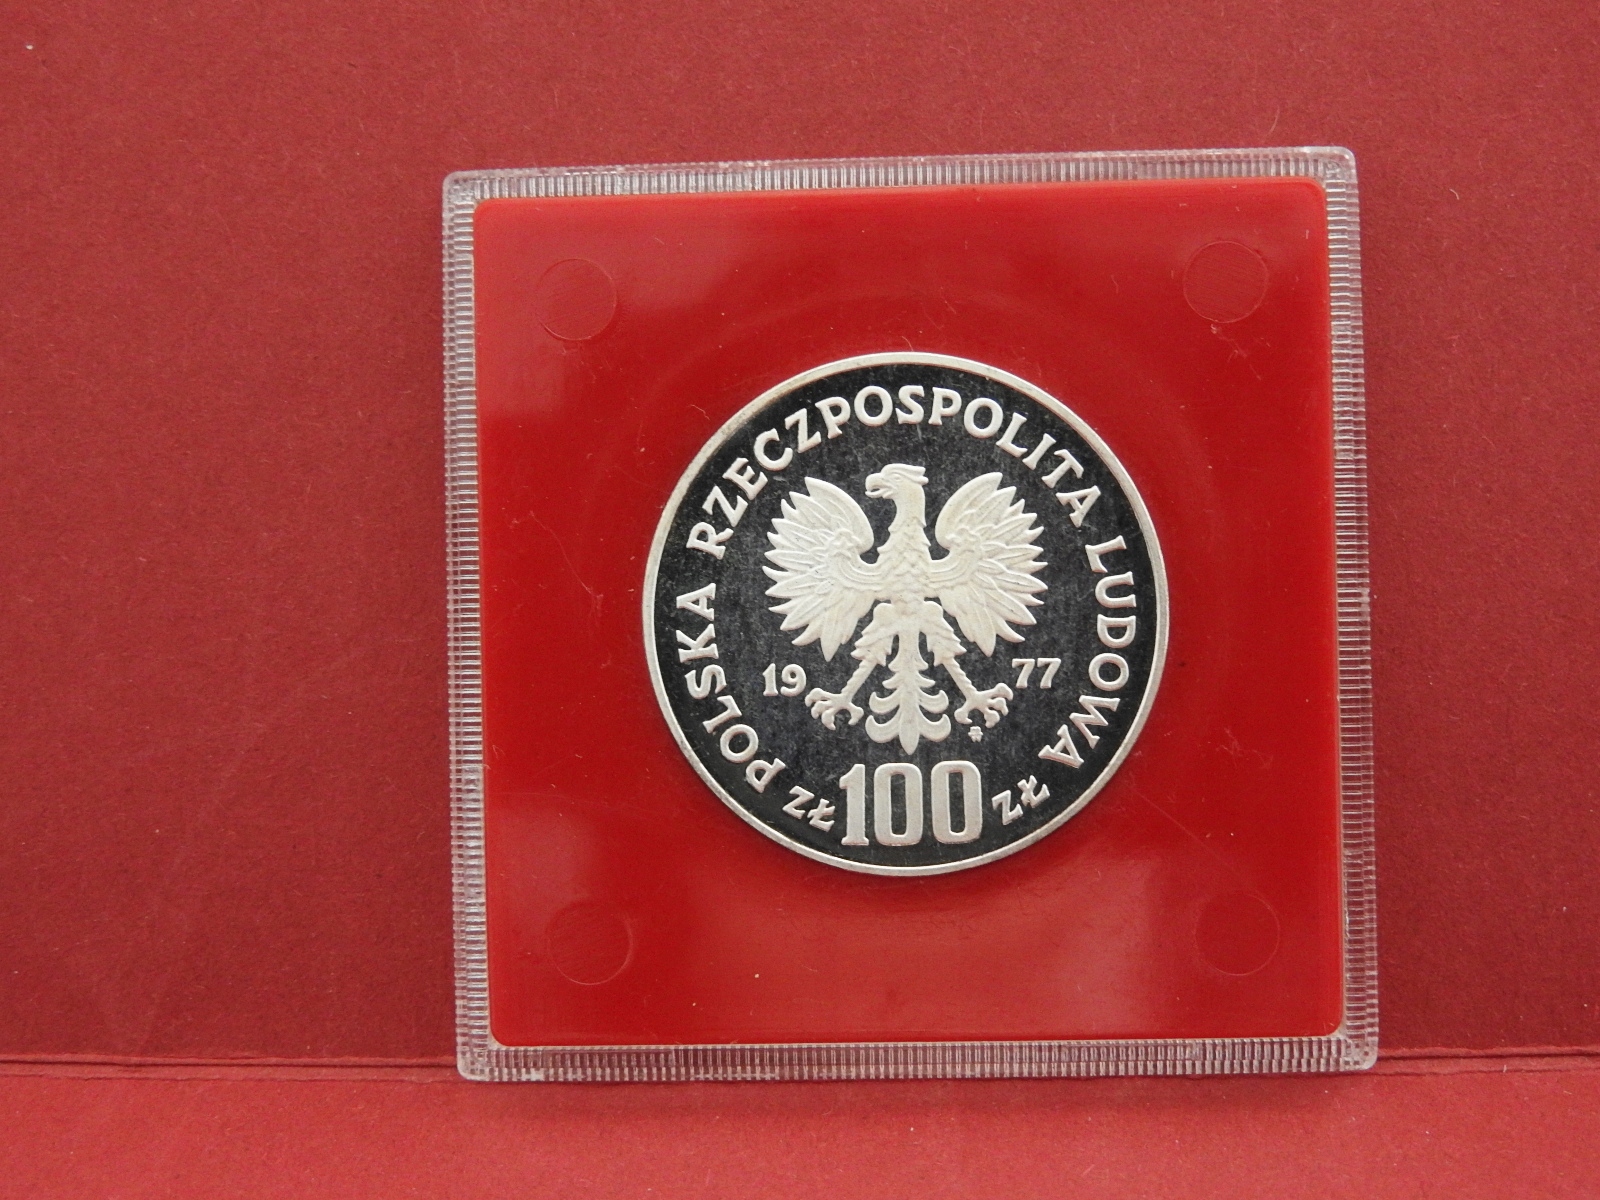 POLSKA RZECZPOSPOLITA LUDOWA
19 77
ZŁ 100 ZŁ